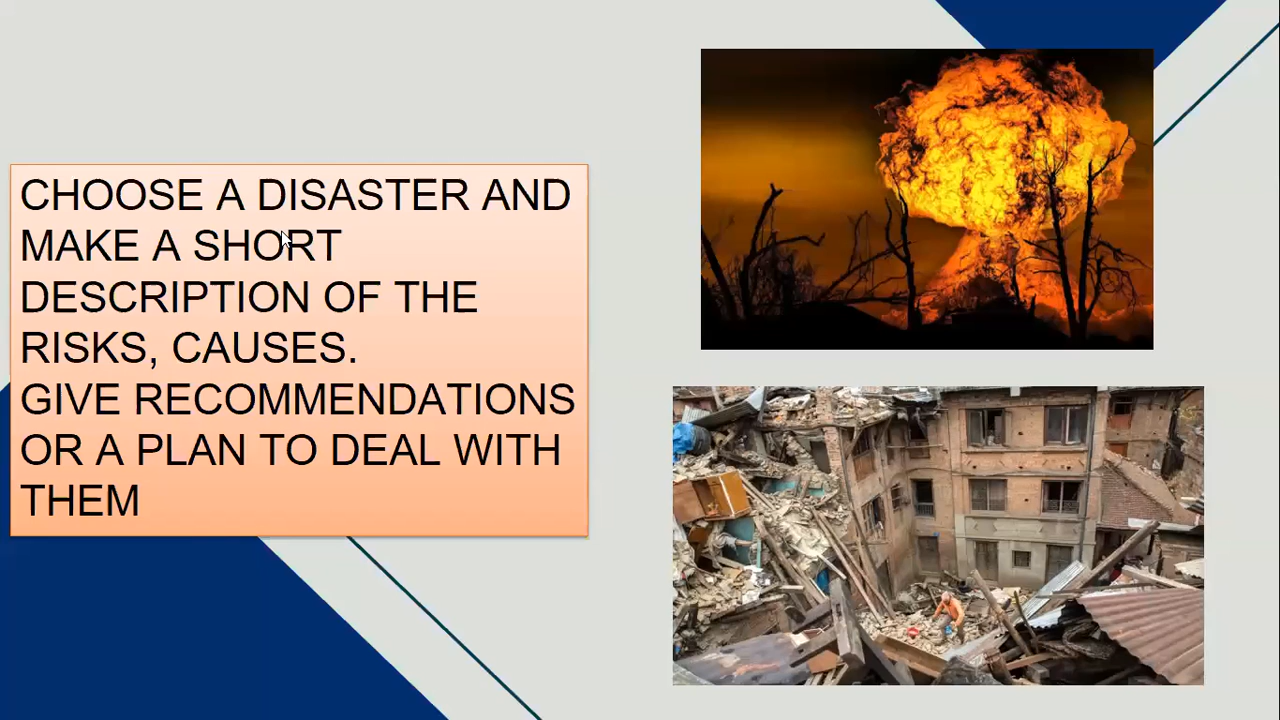 CHOOSE A DISASTER AND
MAKE A SHORT
DESCRIPTION OF THE
RISKS, CAUSES.
GIVE RECOMMENDATIONS
OR A PLAN TO DEAL WITH
THEM